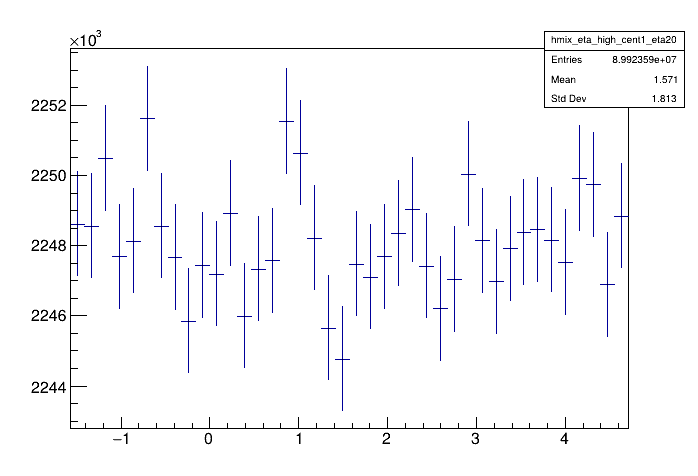 ×10³
hmix_eta_high_cent1_eta20
Entries 8.992359e+07
Mean 1.571
Std Dev 1.813
2252
2250
2248
2246
2244
−1 0 1 2 3 4